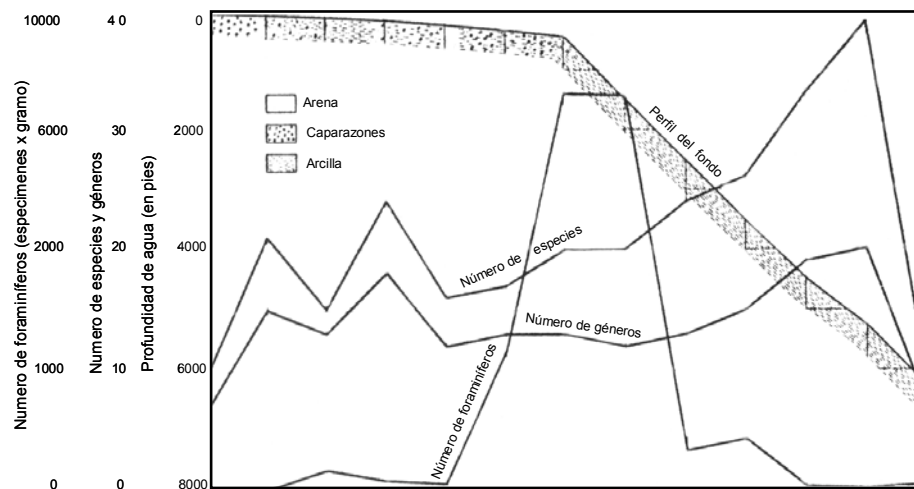 10000 4 0 0
Arena
Caparazones
Arcilla
6000 30 2000
2000 20 4000
1000 10 6000
0 0 8000
Numero de foraminíferos (especimenes x gramo)
Numero de especies y géneros
Profundidad de agua (en pies)
Perfil del fondo
Número de especies
Número de géneros
Número de foraminíferos